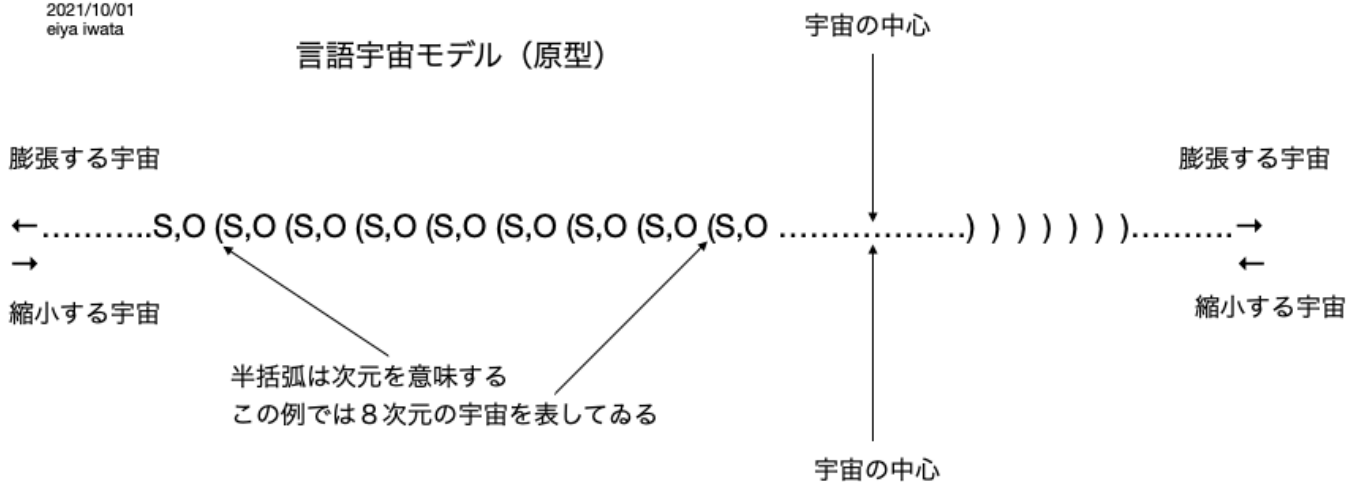 2021/10/01
eiya iwata
言語宇宙モデル（原型）
宇宙の中心
膨張する宇宙
膨張する宇宙
←………..S,O (S,O (S,O (S,O (S,O (S,O (S,O (S,O (S,O ………………) ) ) ) ) ) )……….→
→
←
縮小する宇宙
縮小する宇宙
半括弧は次元を意味する
この例では８次元の宇宙を表してゐる
宇宙の中心